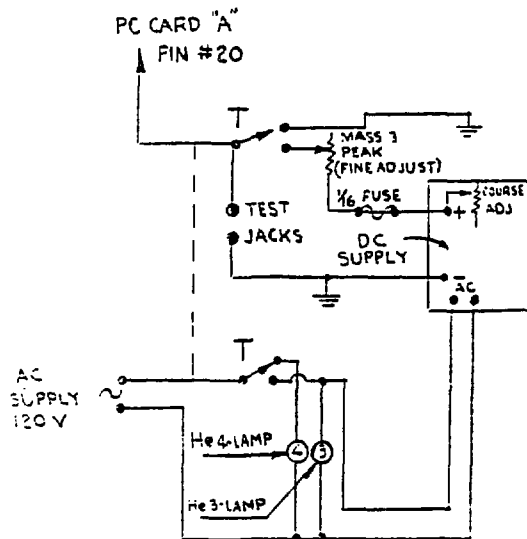 PC CARD "A"
FIN #20
T
MASS 3
PEAK
(FINE ADJUST)
1/16 FUSE
COURSE
ADJ
+
TEST
JACKS
DC
SUPPLY
-
AC
T
AC
SUPPLY
120 V
~
He 4-LAMP
4
3
He 3-LAMP